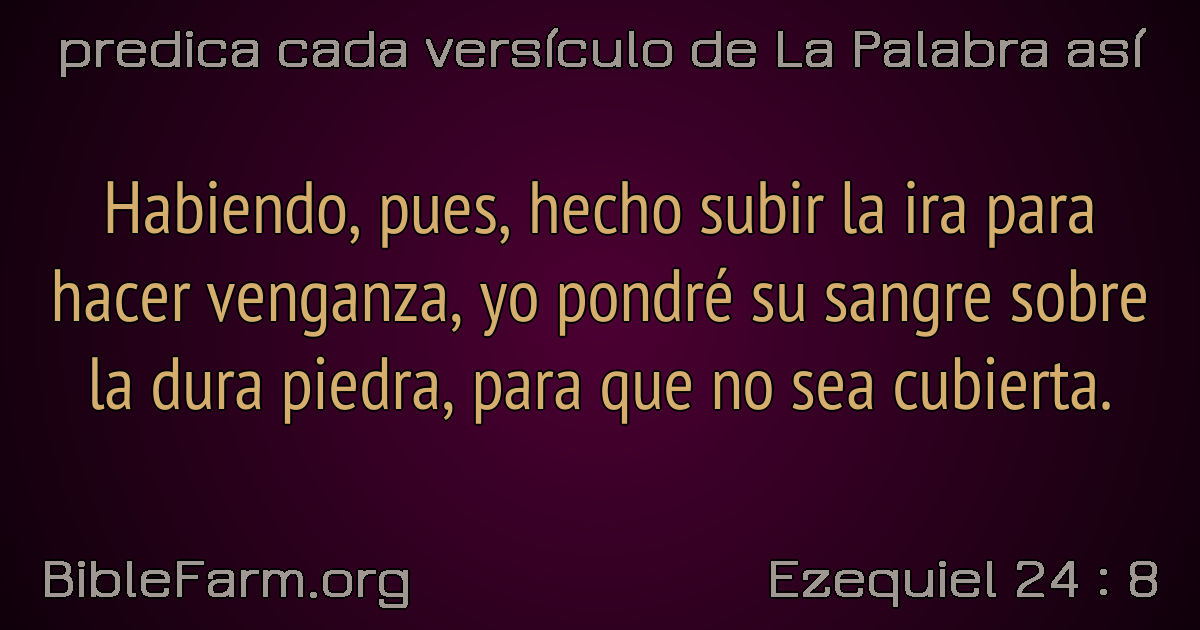 predica cada versículo de La Palabra así
Habiendo, pues, hecho subir la ira para
hacer venganza, yo pondré su sangre sobre
la dura piedra, para que no sea cubierta.
BibleFarm.org
Ezequiel 24 : 8